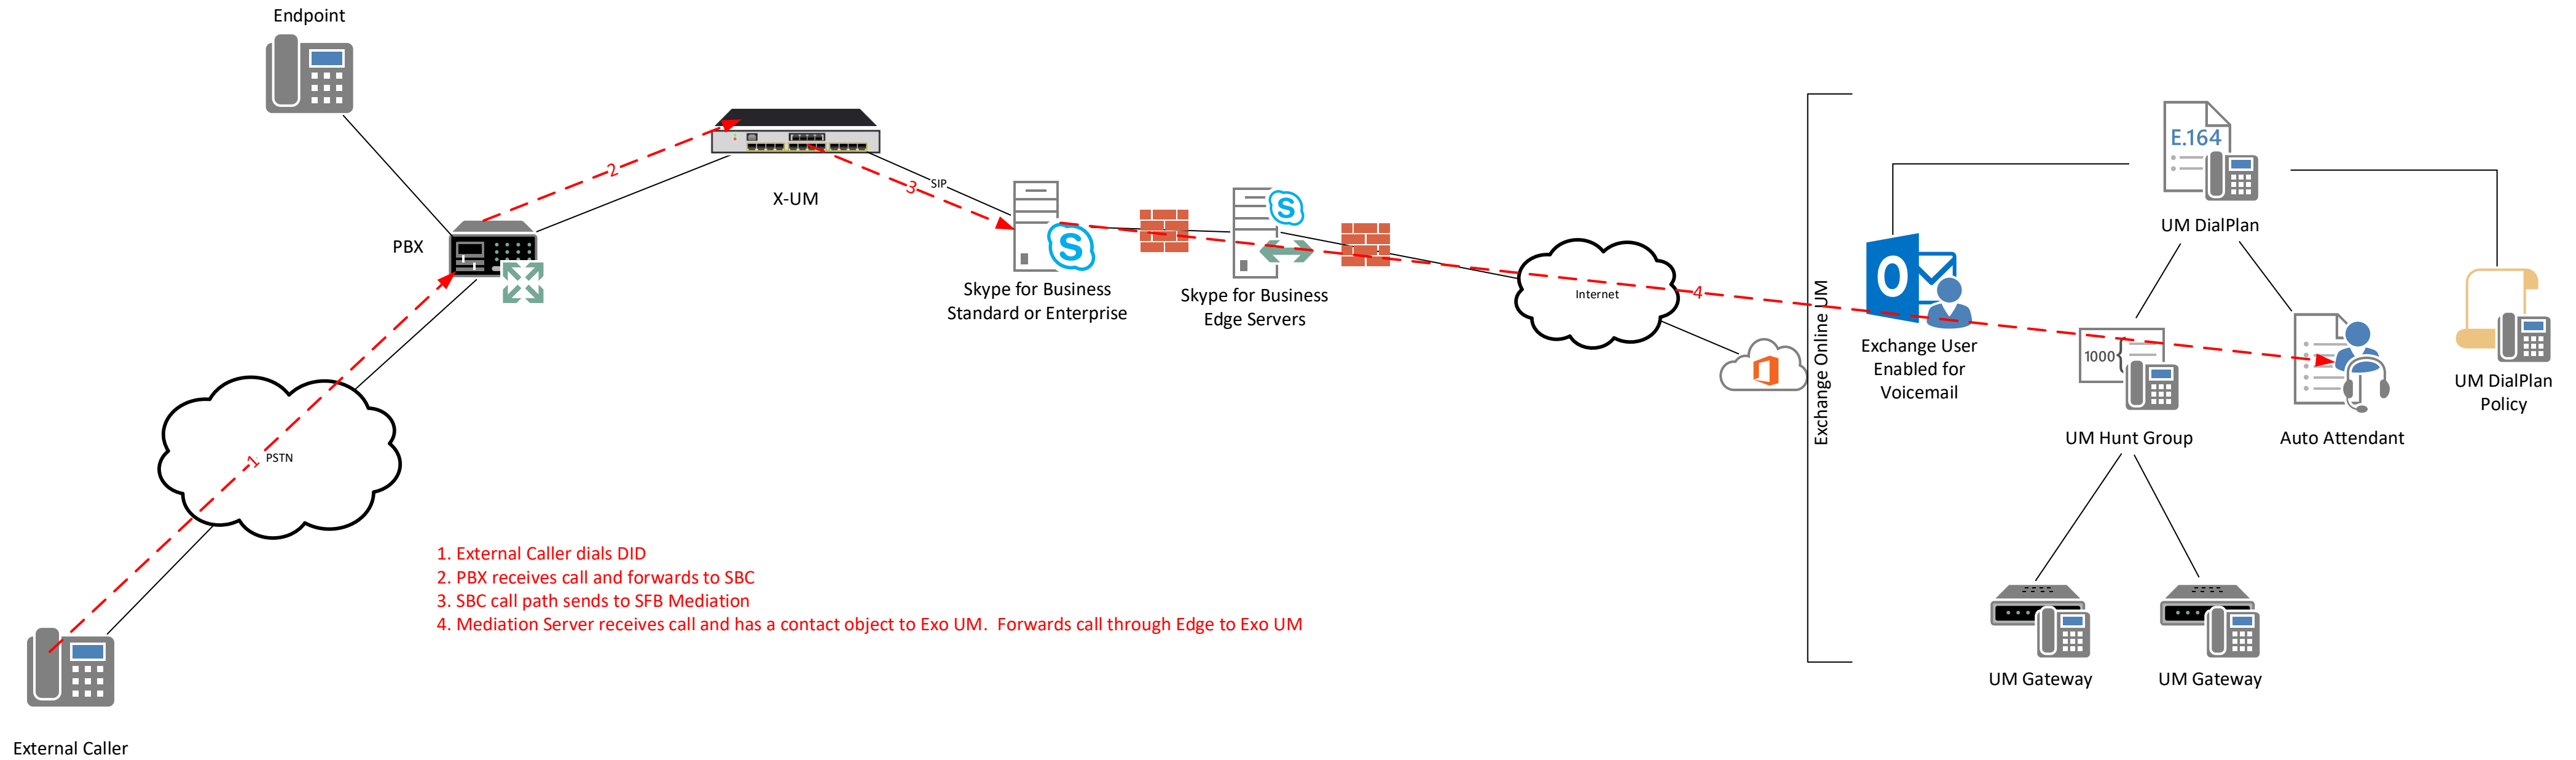 Endpoint
PBX
X-UM
SIP
Skype for Business
Standard or Enterprise
Skype for Business
Edge Servers
Internet
Exchange Online UM
E.164
UM DialPlan
Exchange User
Enabled for
Voicemail
1000
UM Hunt Group
Auto Attendant
UM DialPlan
Policy
UM Gateway
UM Gateway
PSTN
External Caller
1
2
3
4
1. External Caller dials DID
2. PBX receives call and forwards to SBC
3. SBC call path sends to SFB Mediation
4. Mediation Server receives call and has a contact object to Exo UM.  Forwards call through Edge to Exo UM